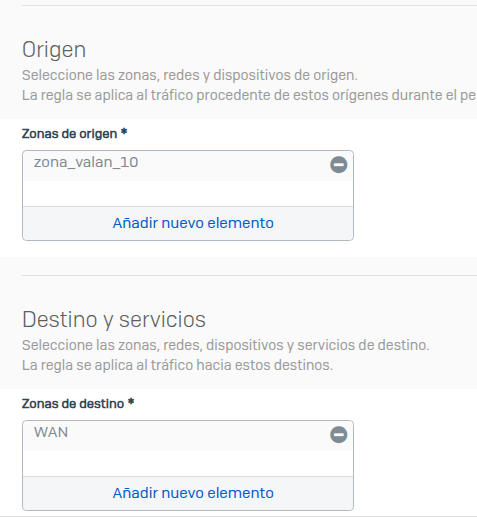 Origen
Seleccione las zonas, redes y dispositivos de origen.
La regla se aplica al tráfico procedente de estos orígenes durante el pe
Zonas de origen *
zona_valan_10
Añadir nuevo elemento
Destino y servicios
Seleccione las zonas, redes, dispositivos y servicios de destino.
La regla se aplica al tráfico hacia estos destinos.
Zonas de destino *
WAN
Añadir nuevo elemento